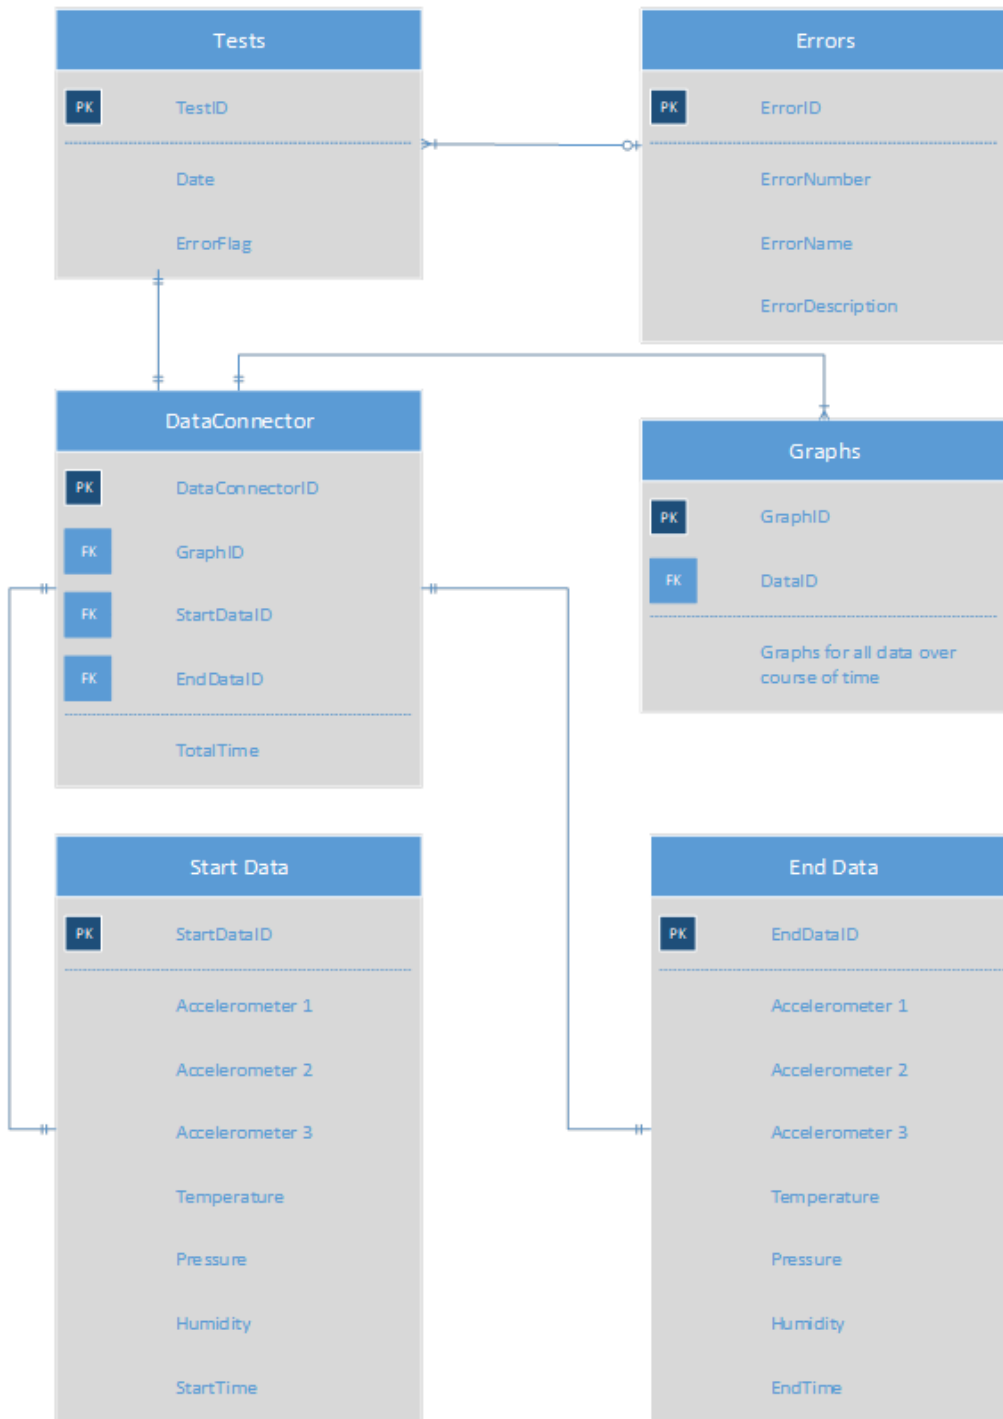 Tests
PK TestID
Date
ErrorFlag
Errors
PK ErrorID
ErrorNumber
ErrorName
ErrorDescription
DataConnector
PK DataConnectorID
FK GraphID
FK StartDataID
FK EndDataID
TotalTime
Graphs
PK GraphID
FK DataID
Graphs for all data over
course of time
Start Data
PK StartDataID
Accelerometer 1
Accelerometer 2
Accelerometer 3
Temperature
Pressure
Humidity
StartTime
End Data
PK EndDataID
Accelerometer 1
Accelerometer 2
Accelerometer 3
Temperature
Pressure
Humidity
EndTime